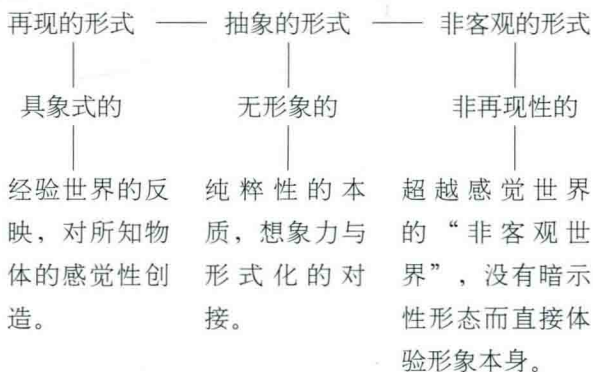 再现的形式 —— 抽象的形式 —— 非客观的形式
具象式的 无形象的 非再现性的
经验世界的反
映，对所知物
体的感觉性创
造。
纯粹性的本
质，想象力与
形式化的对
接。
超越感觉世界
的“非客观世
界”，没有暗示
性形态而直接体
验形象本身。